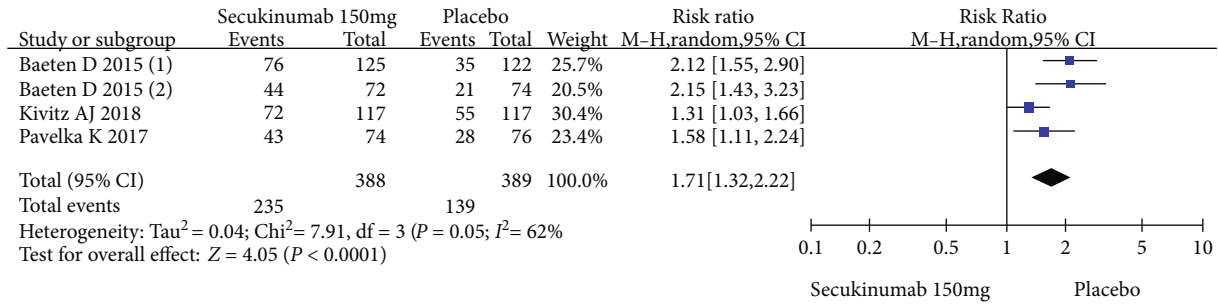 Secukinumab 150mg Placebo Risk ratio Risk Ratio
Study or subgroup Events Total Events Total Weight M–H,random,95% CI M–H,random,95% CI
Baeten D 2015 (1) 76 125 35 122 25.7% 2.12 [1.55, 2.90]
Baeten D 2015 (2) 44 72 21 74 20.5% 2.15 [1.43, 3.23]
Kivitz AJ 2018 72 117 55 117 30.4% 1.31 [1.03, 1.66]
Pavelka K 2017 43 74 28 76 23.4% 1.58 [1.11, 2.24]
Total (95% CI) 388 389 100.0% 1.71[1.32,2.22]
Total events 235 139
Heterogeneity: Tau² = 0.04; Chi²= 7.91, df = 3 (P = 0.05; I²= 62%
Test for overall effect: Z = 4.05 (P < 0.0001)
0.1 0.2 0.5 1 2 5 10
Secukinumab 150mg Placebo